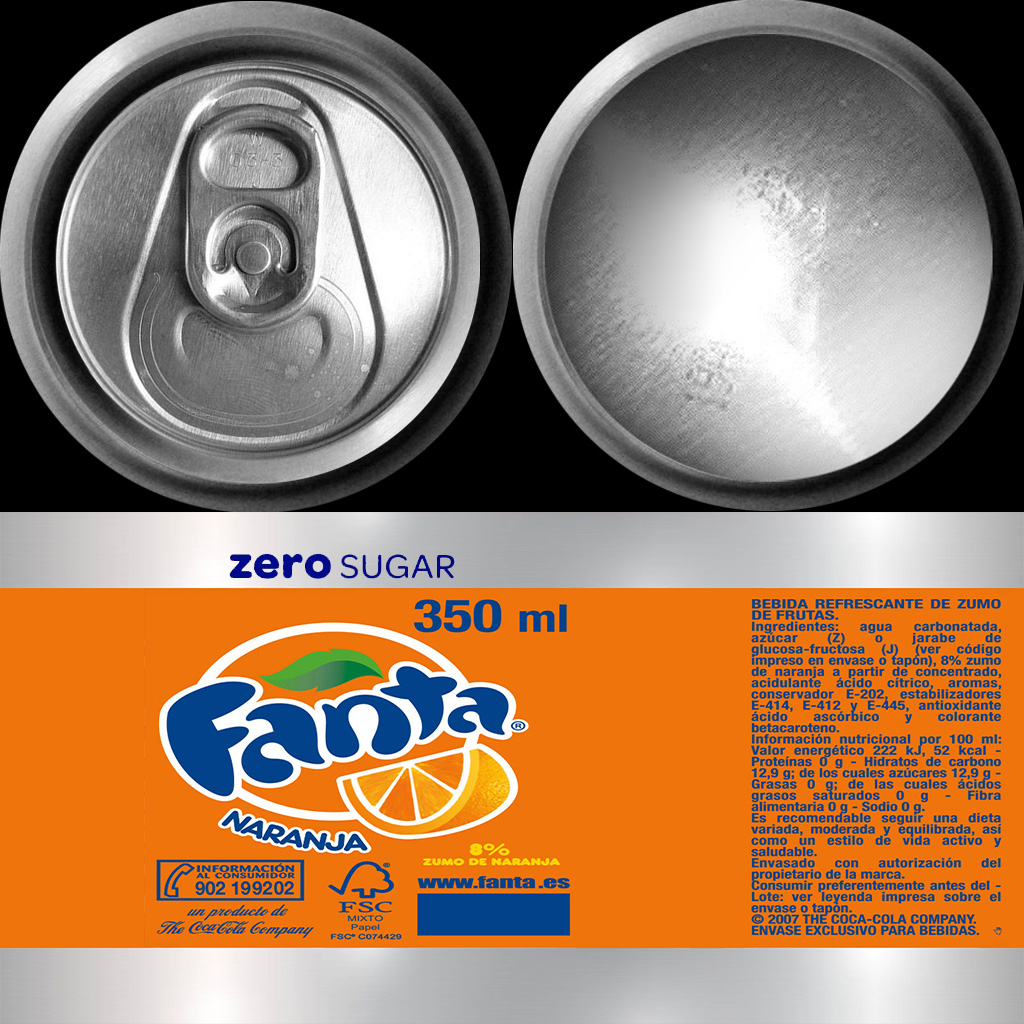 zero SUGAR
350 ml
Fanta®
NARANJA
8%
ZUMO DE NARANJA
www.fanta.es
INFORMACIÓN
AL CONSUMIDOR
902 199202
un producto de
The Coca-Cola Company
FSC®
MIXTO
Papel
FSC® C074429
BEBIDA REFRESCANTE DE ZUMO
DE FRUTAS.
Ingredientes: agua carbonatada,
azúcar (Z) o jarabe de
glucosa-fructosa (J) (ver código
impreso en envase o tapón), 8% zumo
de naranja a partir de concentrado,
acidulante ácido cítrico, aromas,
conservador E-202, estabilizadores
E-414, E-412 y E-445, antioxidante
ácido ascórbico y colorante
betacaroteno.
Información nutricional por 100 ml:
Valor energético 222 kJ, 52 kcal -
Proteínas 0 g - Hidratos de carbono
12,9 g; de los cuales azúcares 12,9 g -
Grasas 0 g; de las cuales ácidos
grasos saturados 0 g - Fibra
alimentaria 0 g - Sodio 0 g.
Es recomendable seguir una dieta
variada, moderada y equilibrada, así
como un estilo de vida activo y
saludable.
Envasado con autorización del
propietario de la marca.
Consumir preferentemente antes del -
Lote: ver leyenda impresa sobre el
envase o tapón.
© 2007 THE COCA-COLA COMPANY.
ENVASE EXCLUSIVO PARA BEBIDAS.